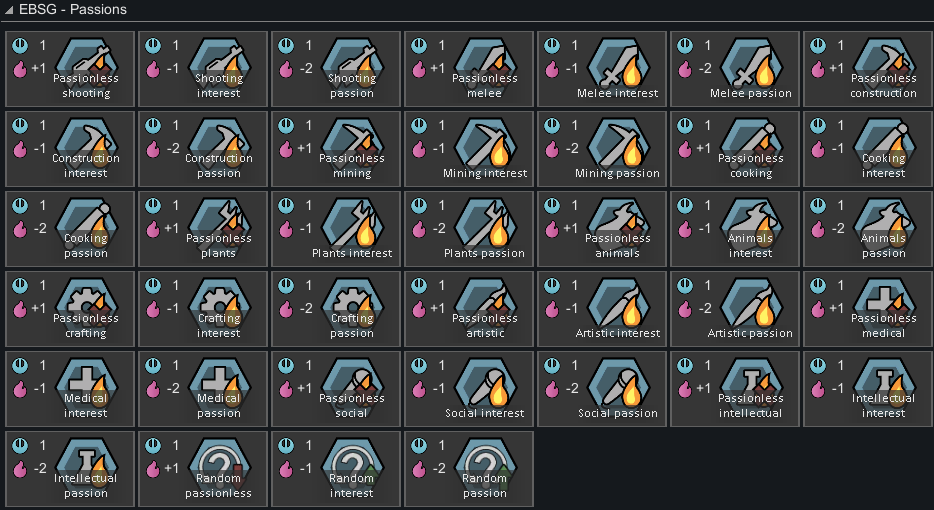 EBSG - Passions
1
+1
Passionless
shooting
1
-1
Shooting
interest
1
-2
Shooting
passion
1
+1
Passionless
melee
1
-1
Melee interest
1
-2
Melee passion
1
+1
Passionless
construction
1
-1
Construction
interest
1
-2
Construction
passion
1
+1
Passionless
mining
1
-1
Mining interest
1
-2
Mining passion
1
+1
Passionless
cooking
1
-1
Cooking
interest
1
-2
Cooking
passion
1
+1
Passionless
plants
1
-1
Plants interest
1
-2
Plants passion
1
+1
Passionless
animals
1
-1
Animals
interest
1
-2
Animals
passion
1
+1
Passionless
crafting
1
-1
Crafting
interest
1
-2
Crafting
passion
1
+1
Passionless
artistic
1
-1
Artistic interest
1
-2
Artistic passion
1
+1
Passionless
medical
1
-1
Medical
interest
1
-2
Medical
passion
1
+1
Passionless
social
1
-1
Social interest
1
-2
Social passion
1
+1
Passionless
intellectual
1
-1
Intellectual
interest
1
-2
Intellectual
passion
1
+1
Random
passionless
1
-1
Random
interest
1
-2
Random
passion